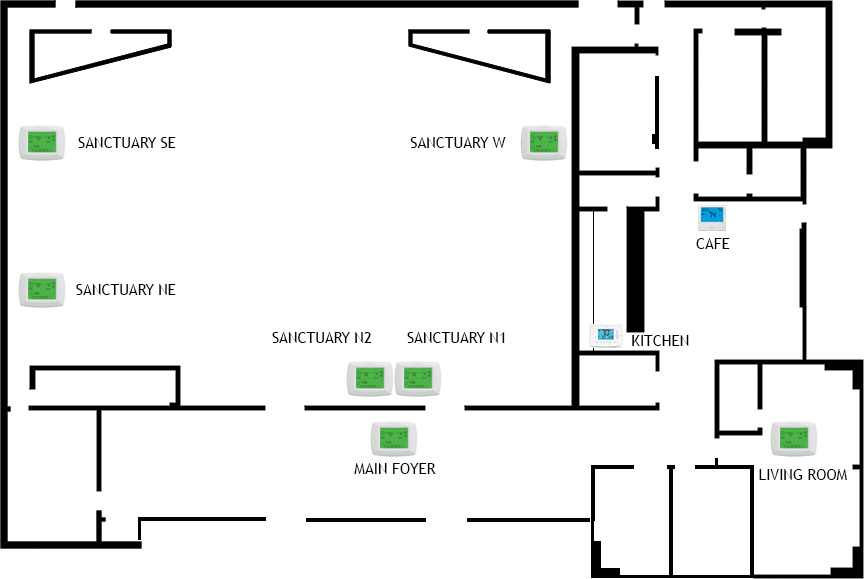 SANCTUARY SE
SANCTUARY W
CAFE
SANCTUARY NE
SANCTUARY N2
SANCTUARY N1
KITCHEN
MAIN FOYER
LIVING ROOM